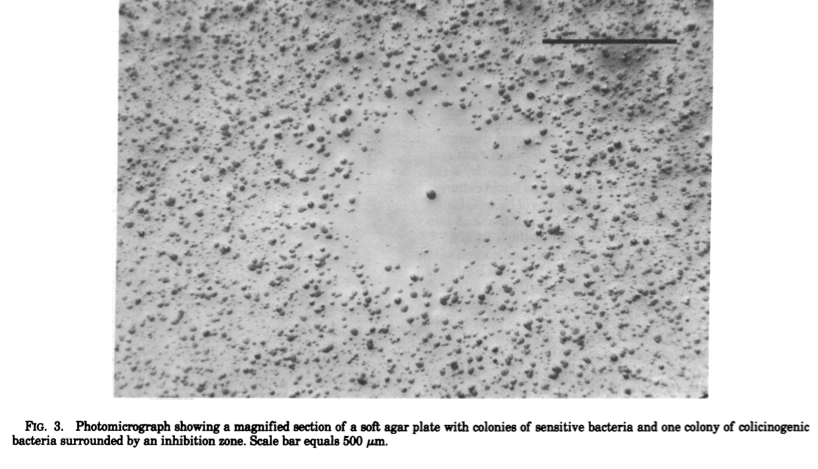 FIG. 3. Photomicrograph showing a magnified section of a soft agar plate with colonies of sensitive bacteria and one colony of colicinogenic
bacteria surrounded by an inhibition zone. Scale bar equals 500 μm.